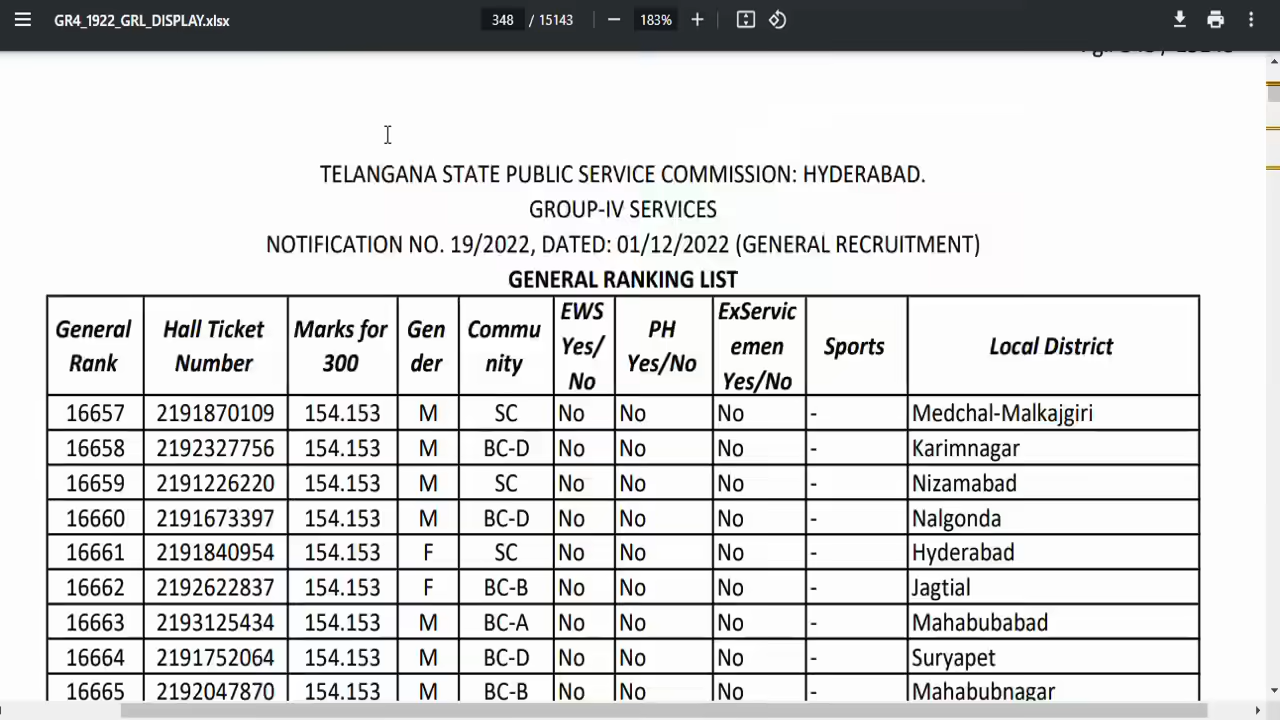 GR4_1922_GRL_DISPLAY.xlsx 348 / 15143 183%
TELANGANA STATE PUBLIC SERVICE COMMISSION: HYDERABAD.
GROUP-IV SERVICES
NOTIFICATION NO. 19/2022, DATED: 01/12/2022 (GENERAL RECRUITMENT)
GENERAL RANKING LIST
General Rank Hall Ticket Number Marks for 300 Gen der Commu nity EWS Yes/ No PH Yes/No ExServic emen Yes/No Sports Local District
16657 2191870109 154.153 M SC No No No - Medchal-Malkajgiri
16658 2192327756 154.153 M BC-D No No No - Karimnagar
16659 2191226220 154.153 M SC No No No - Nizamabad
16660 2191673397 154.153 M BC-D No No No - Nalgonda
16661 2191840954 154.153 F SC No No No - Hyderabad
16662 2192622837 154.153 F BC-B No No No - Jagtial
16663 2193125434 154.153 M BC-A No No No - Mahabubabad
16664 2191752064 154.153 M BC-D No No No - Suryapet
16665 2192047870 154.153 M BC-B No No No - Mahabubnagar